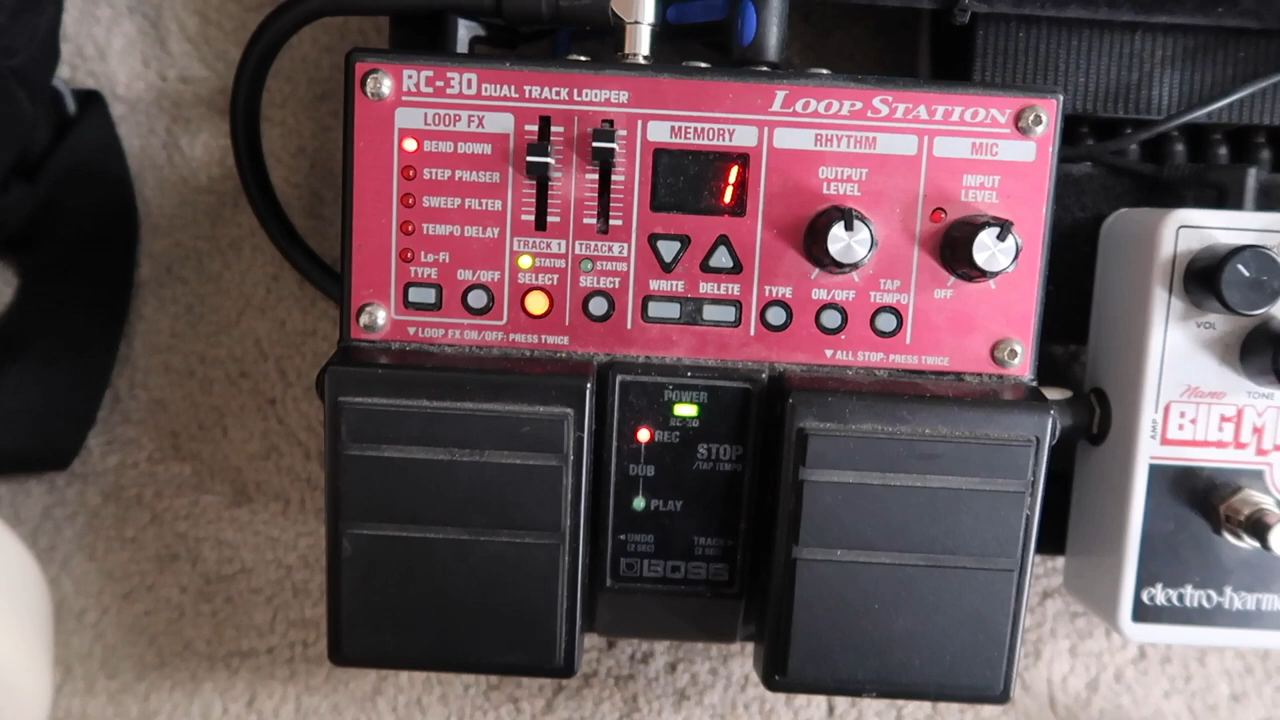 RC-30 DUAL TRACK LOOPER
LOOP STATION
LOOP FX
BEND DOWN
STEP PHASER
SWEEP FILTER
TEMPO DELAY
Lo-Fi
TYPE
ON/OFF
▼LOOP FX ON/OFF: PRESS TWICE
TRACK 1
STATUS
SELECT
TRACK 2
STATUS
SELECT
MEMORY
1
WRITE
DELETE
RHYTHM
OUTPUT
LEVEL
TYPE
ON/OFF
TAP
TEMPO
▼ALL STOP: PRESS TWICE
MIC
INPUT
LEVEL
OFF
POWER
RC-30
REC
STOP
/TAP TEMPO
DUB
PLAY
◄UNDO
(2 SEC)
TRACK►
(2 SEC)
BOSS
VOL
TONE
AMP
Nano
BIG M
electro-harm